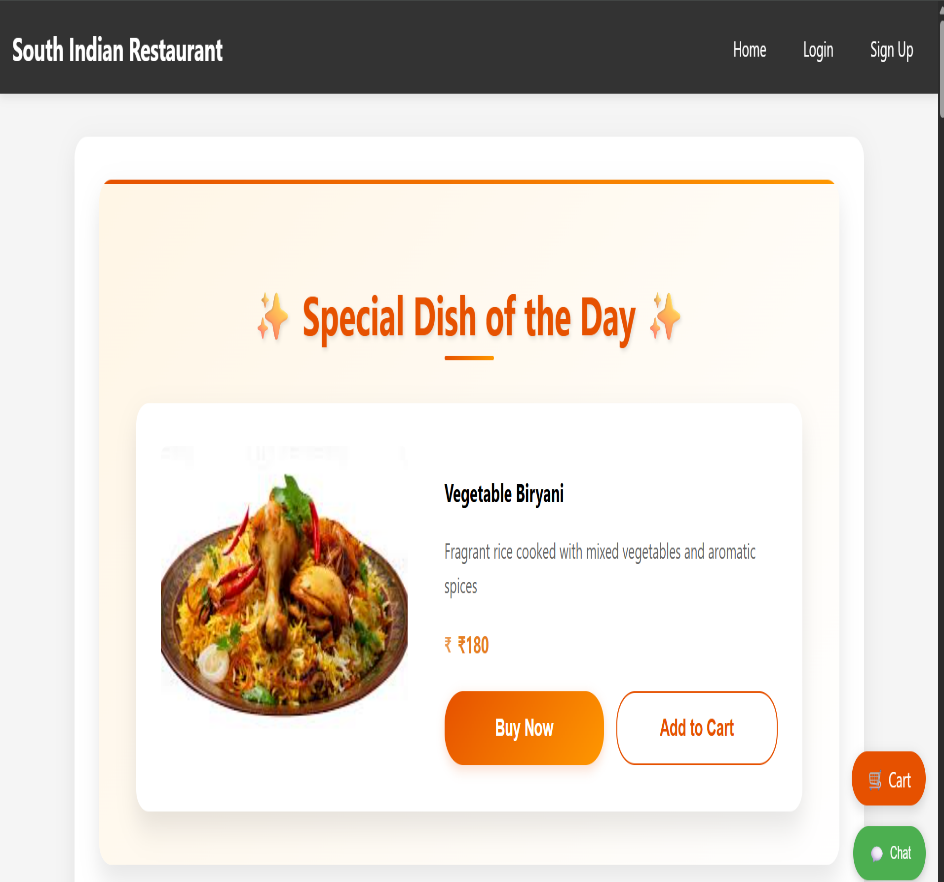 South Indian Restaurant
Home Login Sign Up
✨ Special Dish of the Day ✨
Vegetable Biryani
Fragrant rice cooked with mixed vegetables and aromatic
spices
₹ ₹180
Buy Now Add to Cart
🛒 Cart
💬 Chat